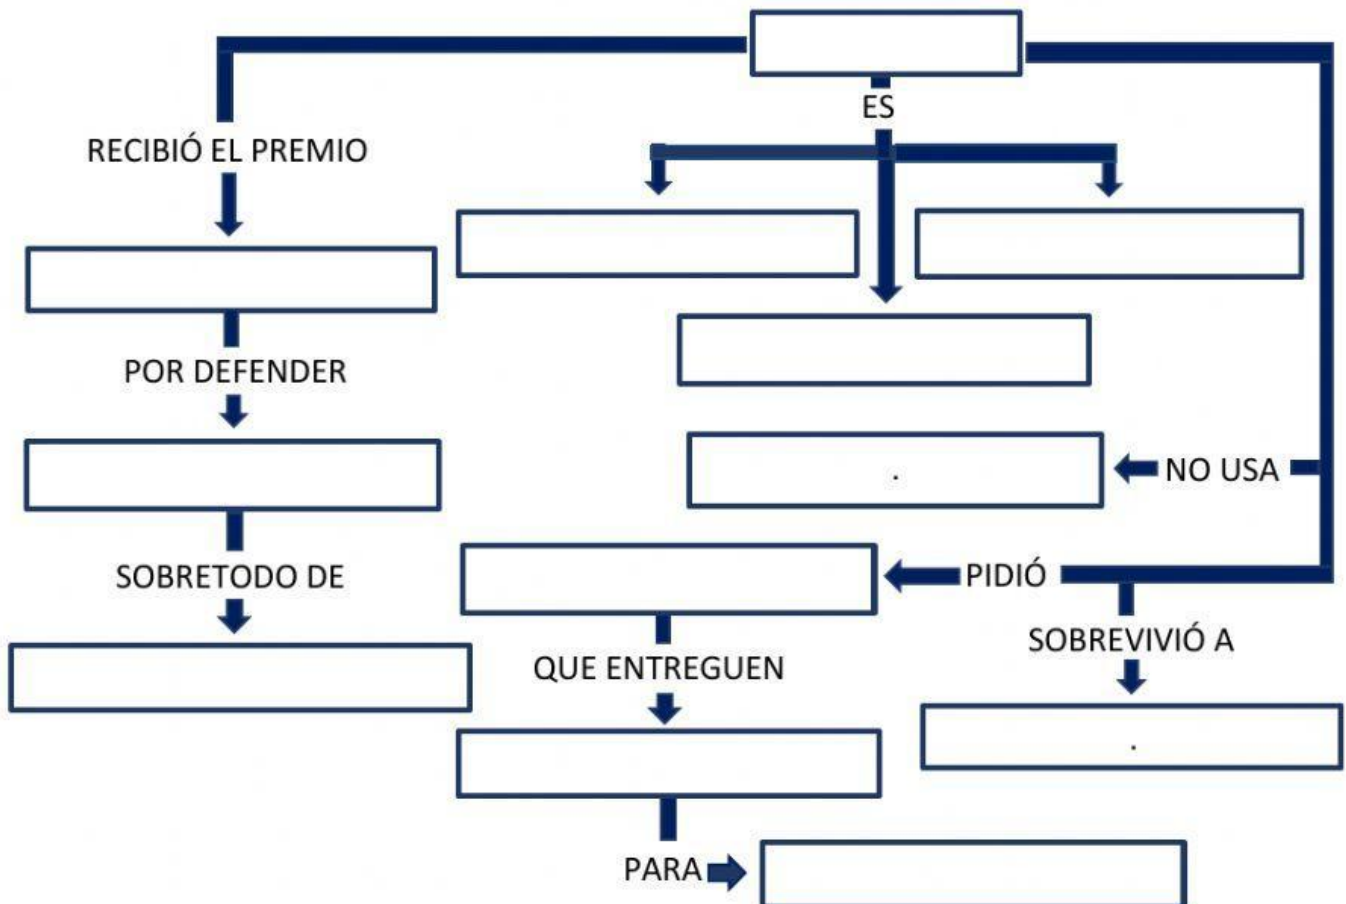 ES
RECIBIÓ EL PREMIO
POR DEFENDER
NO USA
SOBRETODO DE
PIDIÓ
SOBREVIVIÓ A
QUE ENTREGUEN
PARA